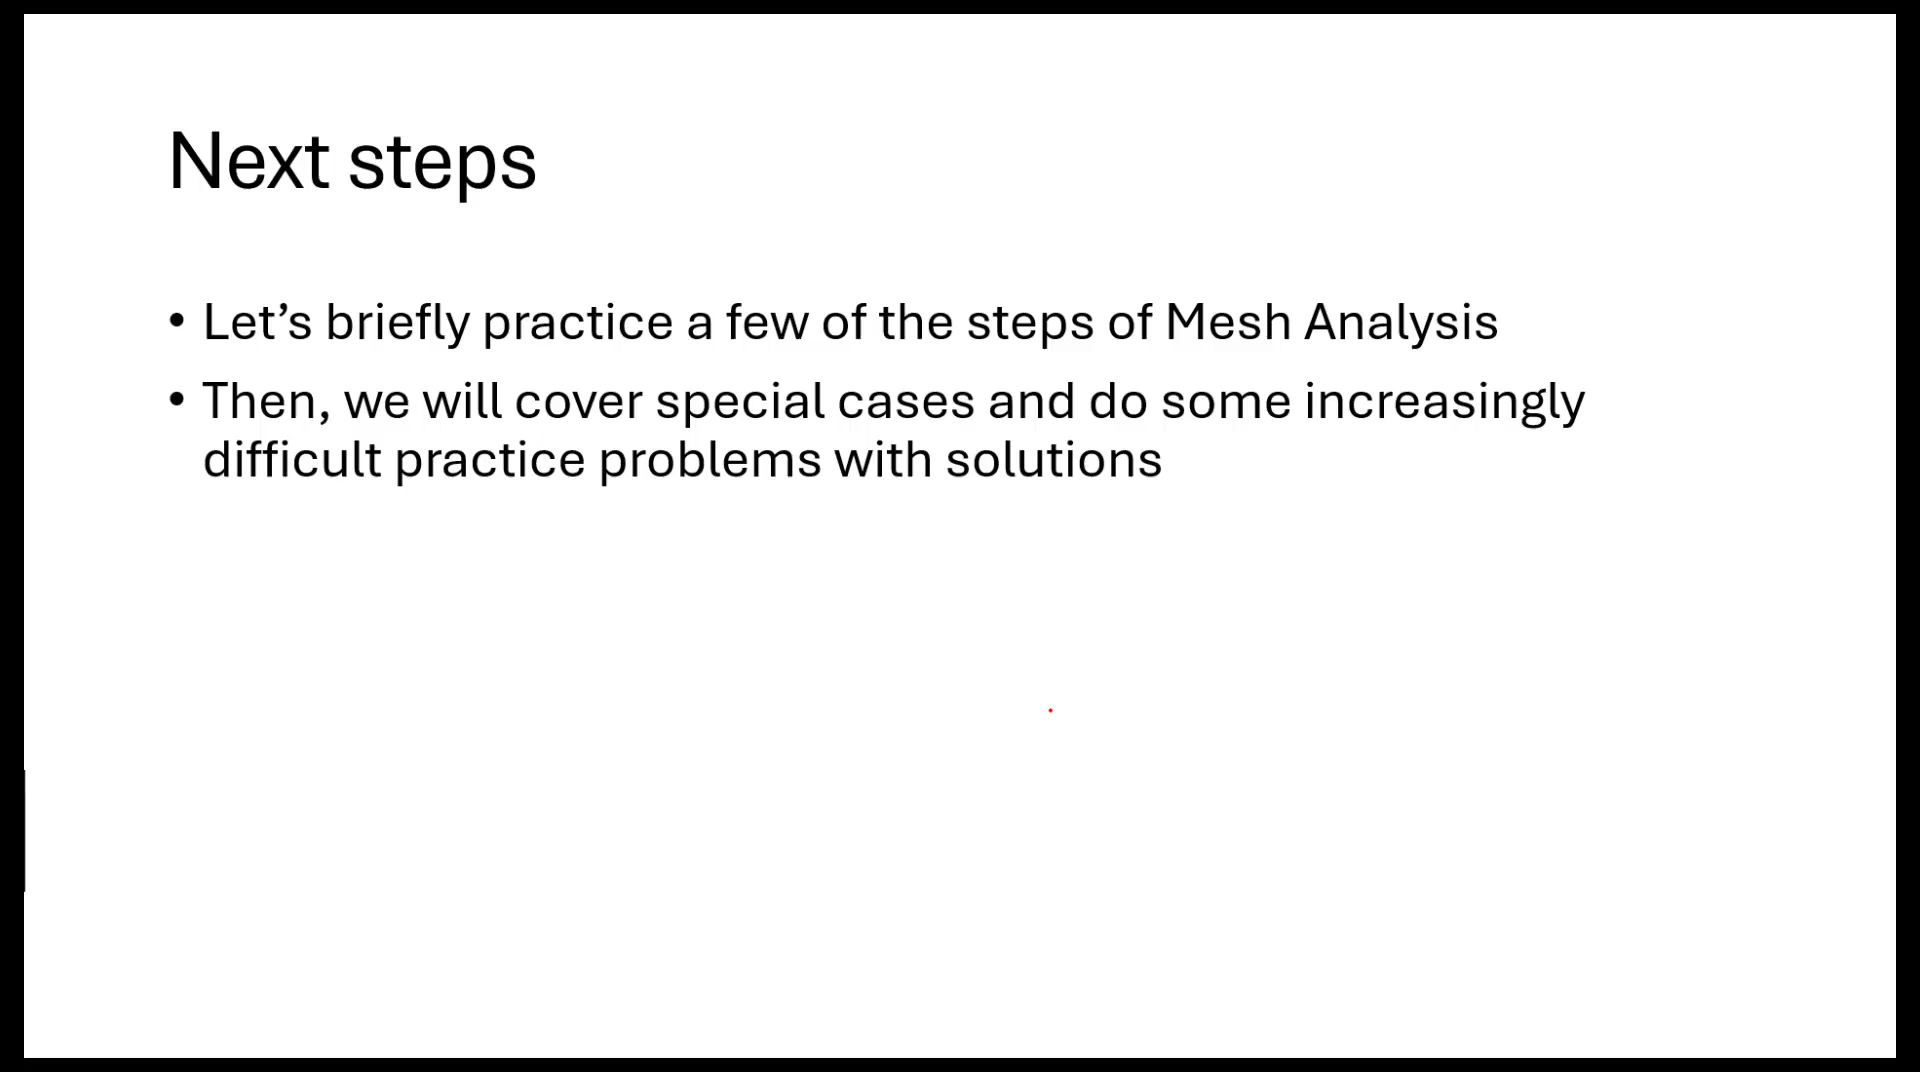 Next steps
• Let’s briefly practice a few of the steps of Mesh Analysis
• Then, we will cover special cases and do some increasingly
difficult practice problems with solutions